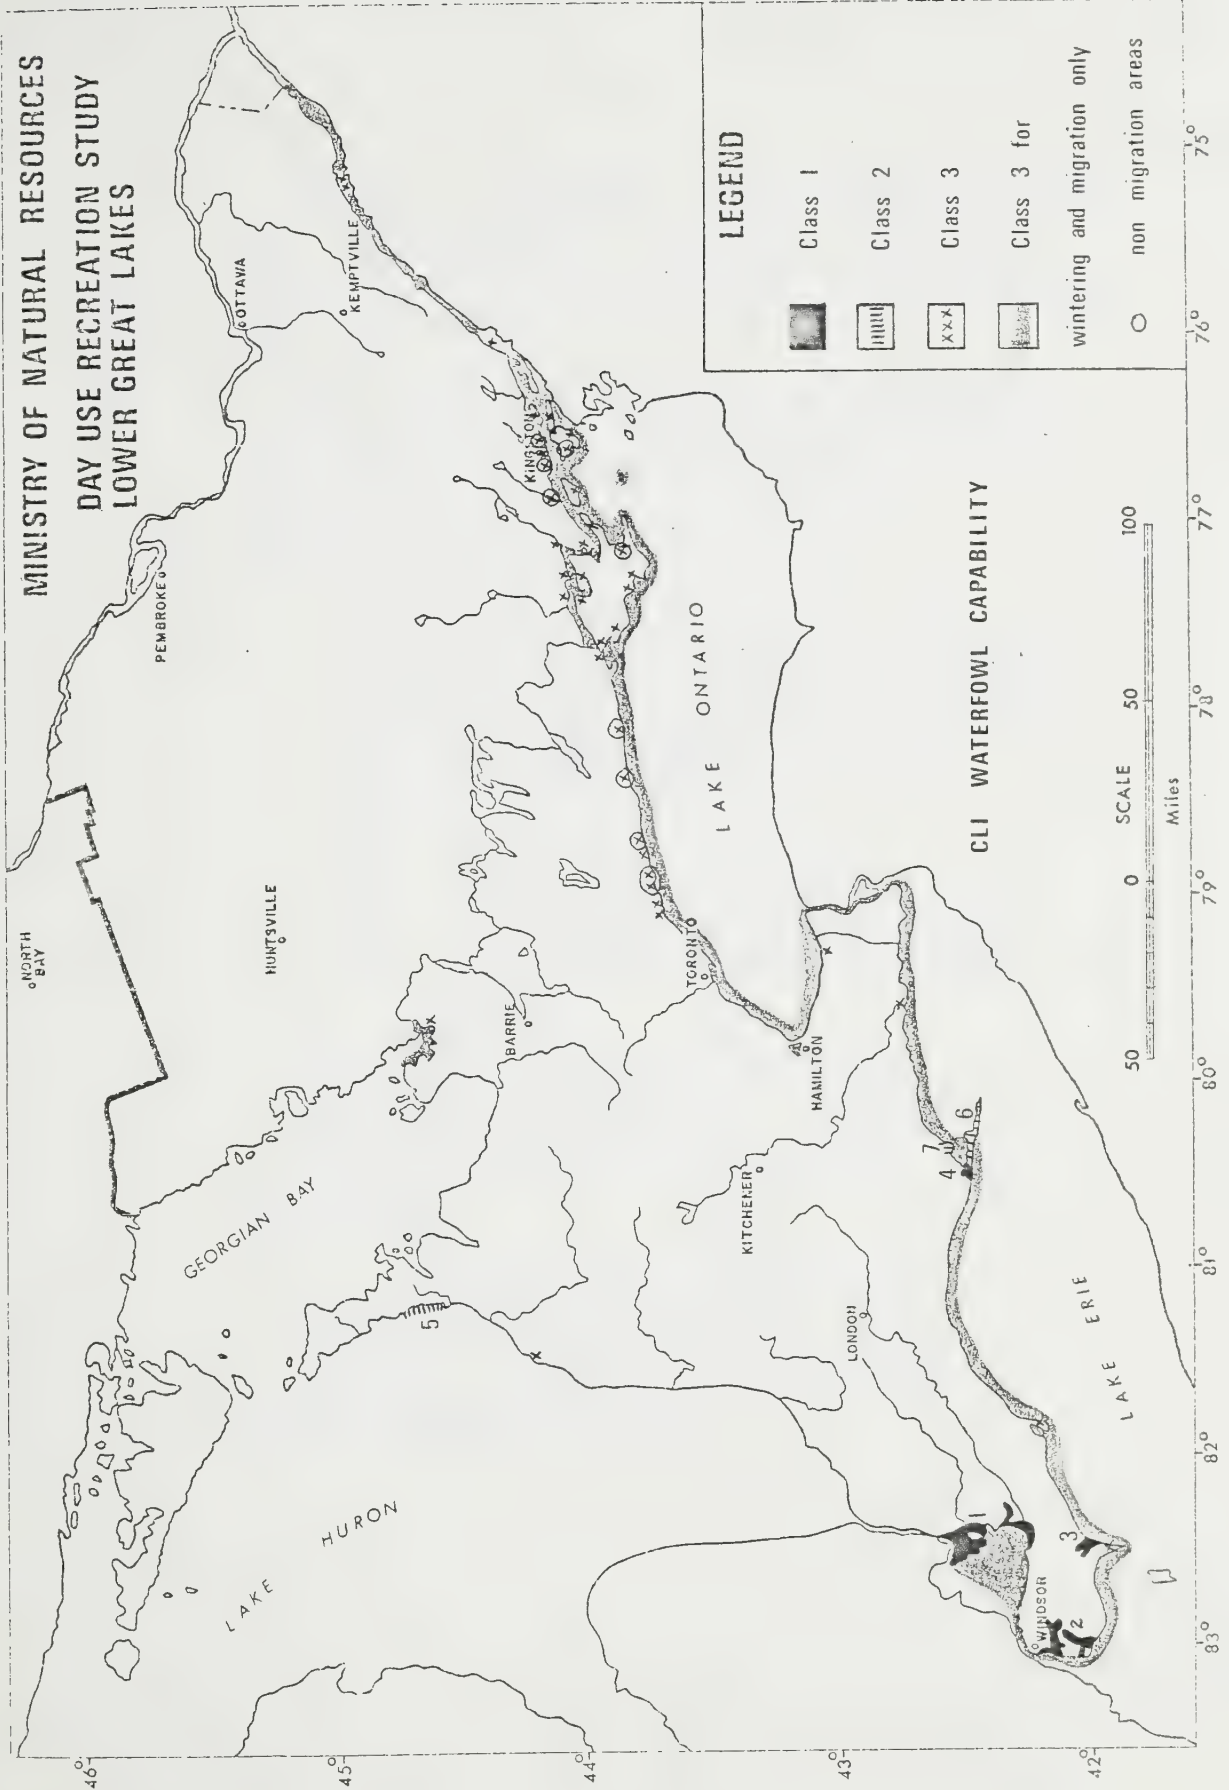 MINISTRY OF NATURAL RESOURCES
DAY USE RECREATION STUDY
LOWER GREAT LAKES
NORTH
BAY
PEMBROKE
OTTAWA
KEMPTVILLE
HUNTSVILLE
KINGSTON
BARRIE
TORONTO
HAMILTON
KITCHENER
LONDON
WINDSOR
GEORGIAN BAY
LAKE HURON
LAKE ONTARIO
LAKE ERIE
1
2
3
4
5
6
7
LEGEND
Class 1
Class 2
xxx Class 3
Class 3 for
wintering and migration only
non migration areas
CLI WATERFOWL CAPABILITY
SCALE
50 0 50 100
Miles
46°
45°
44°
43°
42°
83° 82° 81° 80° 79° 78° 77° 76° 75°